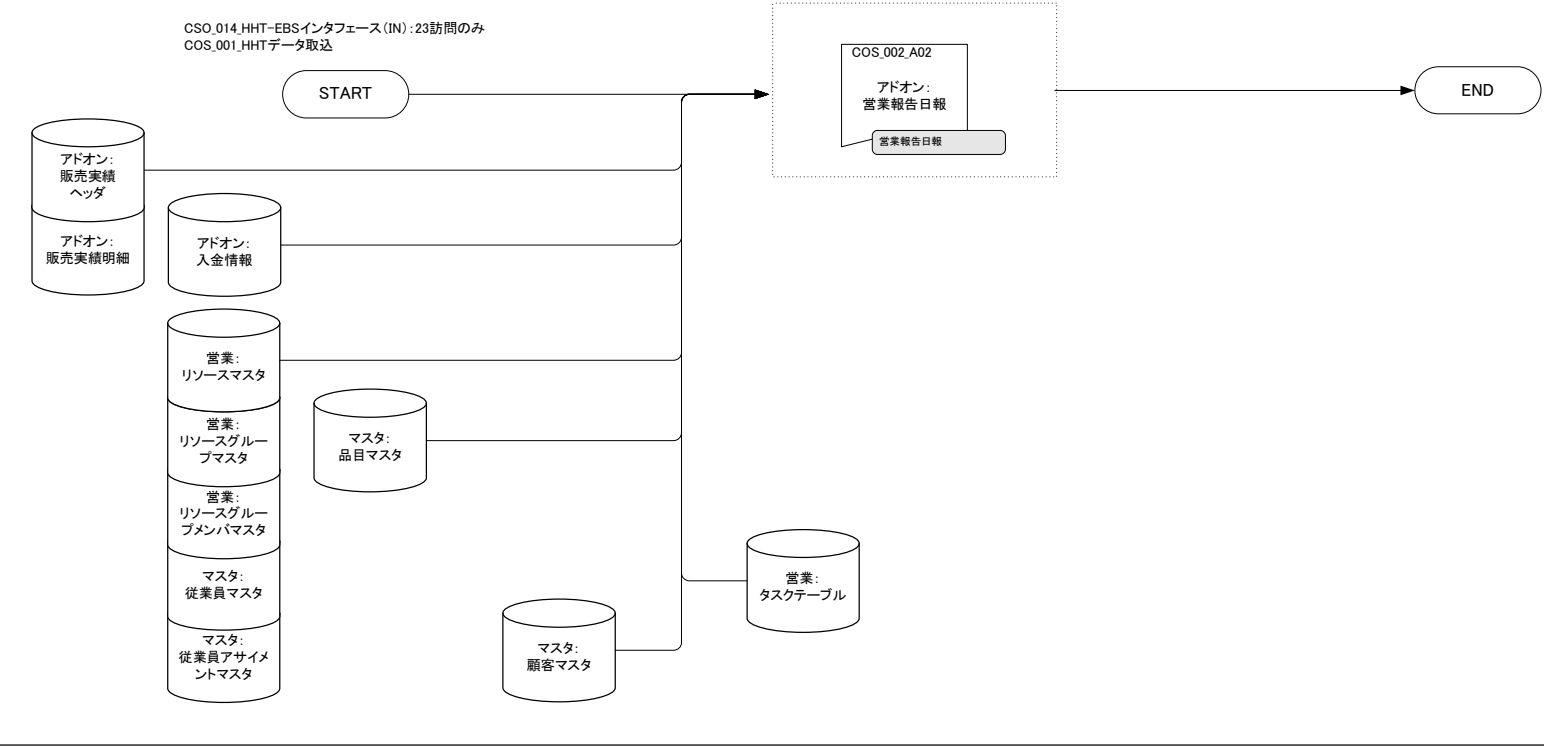 CSO_014_HHT-EBSインタフェース（IN）：23訪問のみ
COS_001_HHTデータ取込
START
COS_002_A02
アドオン：
営業報告日報
営業報告日報
END
アドオン：
販売実績
ヘッダ
アドオン：
販売実績明細
アドオン：
入金情報
営業：
リソースマスタ
営業：
リソースグルー
プマスタ
営業：
リソースグルー
プメンバマスタ
マスタ：
従業員マスタ
マスタ：
従業員アサイメ
ントマスタ
マスタ：
品目マスタ
営業：
タスクテーブル
マスタ：
顧客マスタ